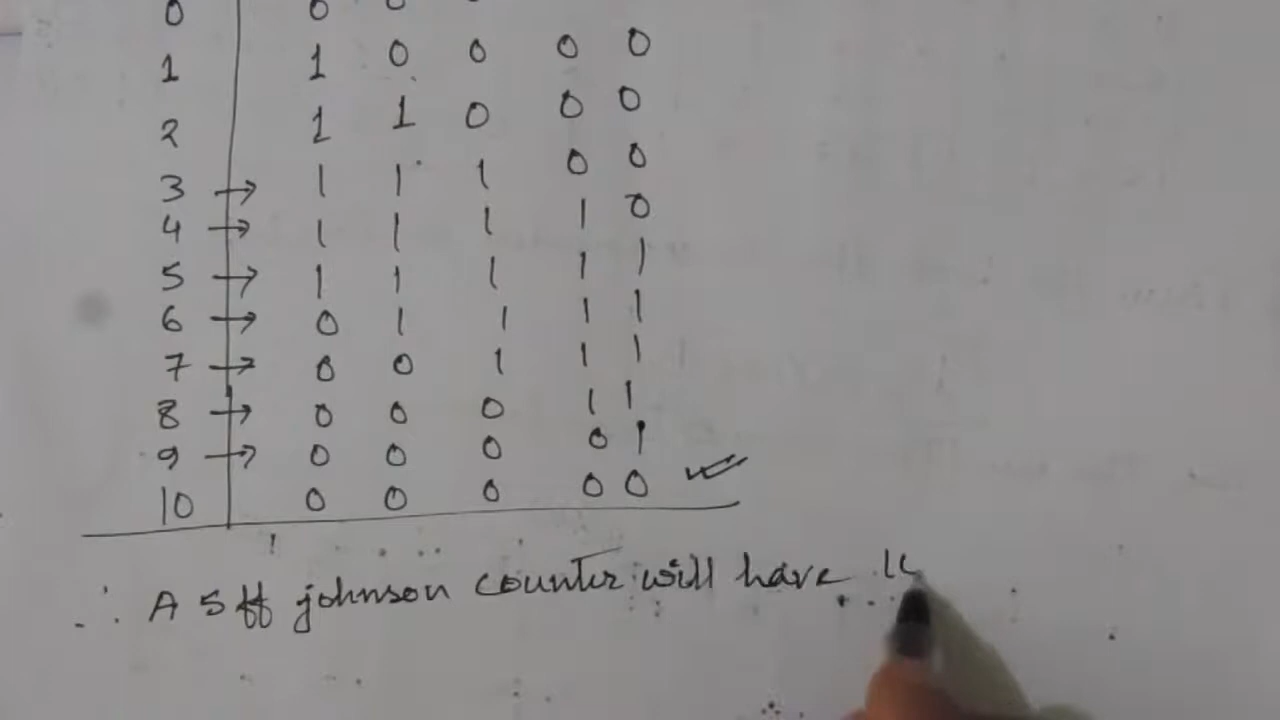 0 0 0
1 1 0 0 0 0
2 1 1 0 0 0
3 → 1 1 1 0 0
4 → 1 1 1 1 0
5 → 1 1 1 1 1
6 → 0 1 1 1 1
7 → 0 0 1 1 1
8 → 0 0 0 1 1
9 → 0 0 0 0 1
10 0 0 0 0 0
∴ A 5 ff johnson counter will have